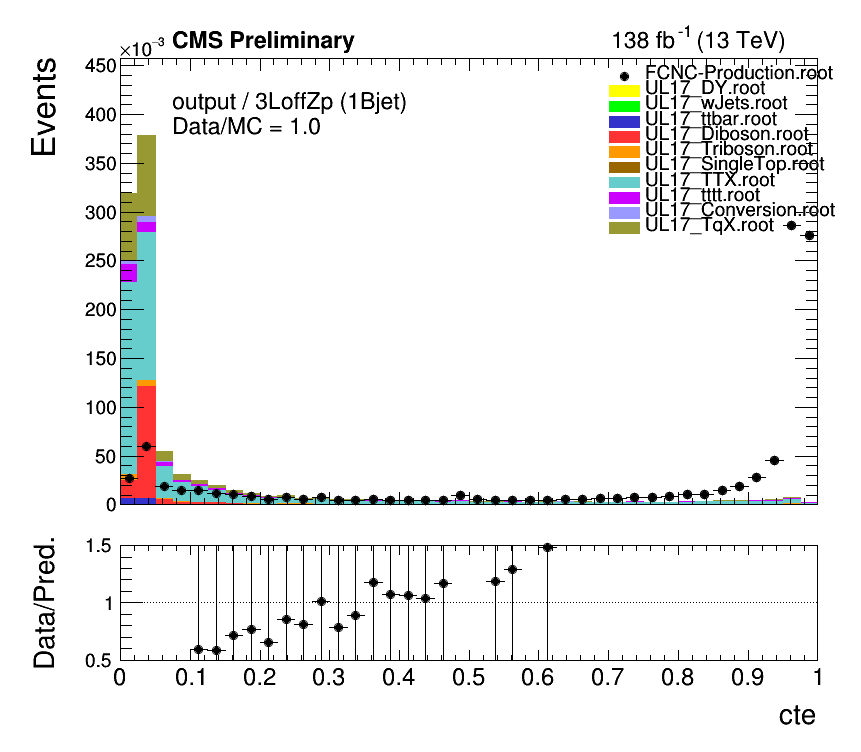 ×10⁻³ CMS Preliminary 138 fb⁻¹ (13 TeV)
Events
450
400
350
300
250
200
150
100
50
0
output / 3LoffZp (1Bjet)
Data/MC = 1.0
FCNC-Production.root
UL17_DY.root
UL17_wJets.root
UL17_ttbar.root
UL17_Diboson.root
UL17_Triboson.root
UL17_SingleTop.root
UL17_TTX.root
UL17_tttt.root
UL17_Conversion.root
UL17_TqX.root
Data/Pred.
1.5
1
0.5
0 0.1 0.2 0.3 0.4 0.5 0.6 0.7 0.8 0.9 1
cte